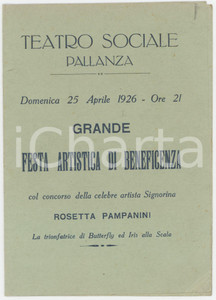 TEATRO SOCIALE
PALLANZA
Domenica 25 Aprile 1926 - Ore 21
GRANDE
FESTA ARTISTICA DI BENEFICENZA
col concorso della celebre artista Signorina
ROSETTA PAMPANINI
La trionfatrice di Butterfly ed Iris alla Scala
iCharta